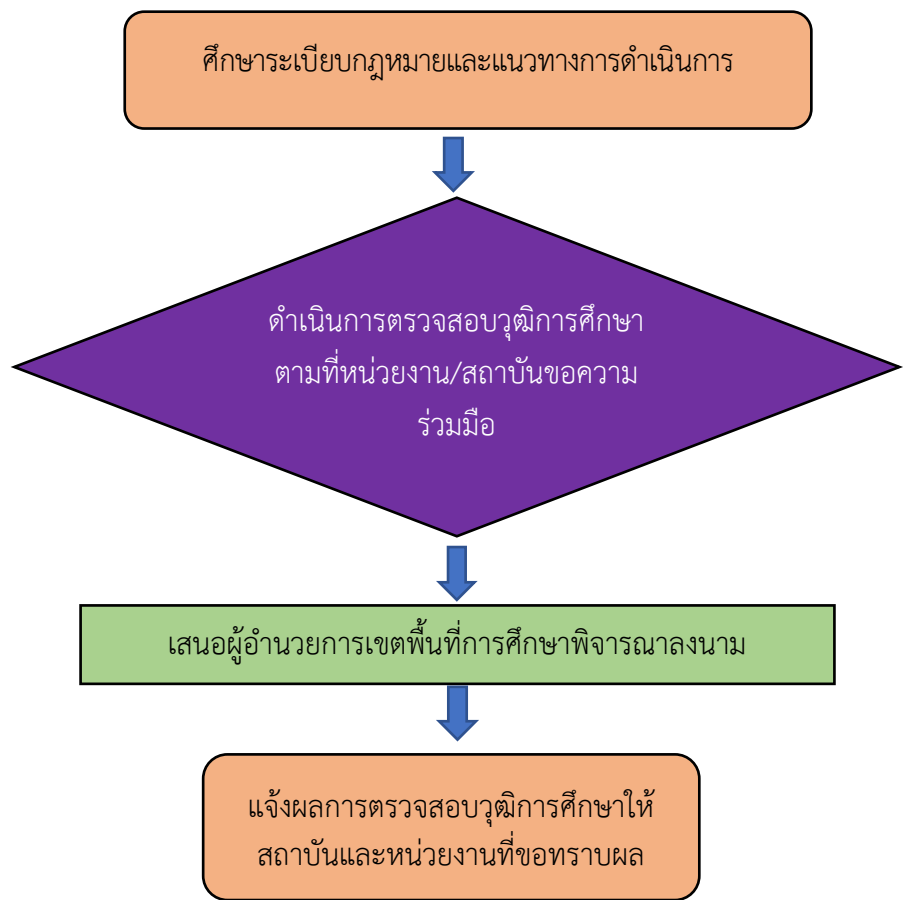 ศึกษาระเบียบกฎหมายและแนวทางการดำเนินการ
ดำเนินการตรวจสอบวุฒิการศึกษา
ตามที่หน่วยงาน/สถาบันขอความ
ร่วมมือ
เสนอผู้อำนวยการเขตพื้นที่การศึกษาพิจารณาลงนาม
แจ้งผลการตรวจสอบวุฒิการศึกษาให้
สถาบันและหน่วยงานที่ขอทราบผล